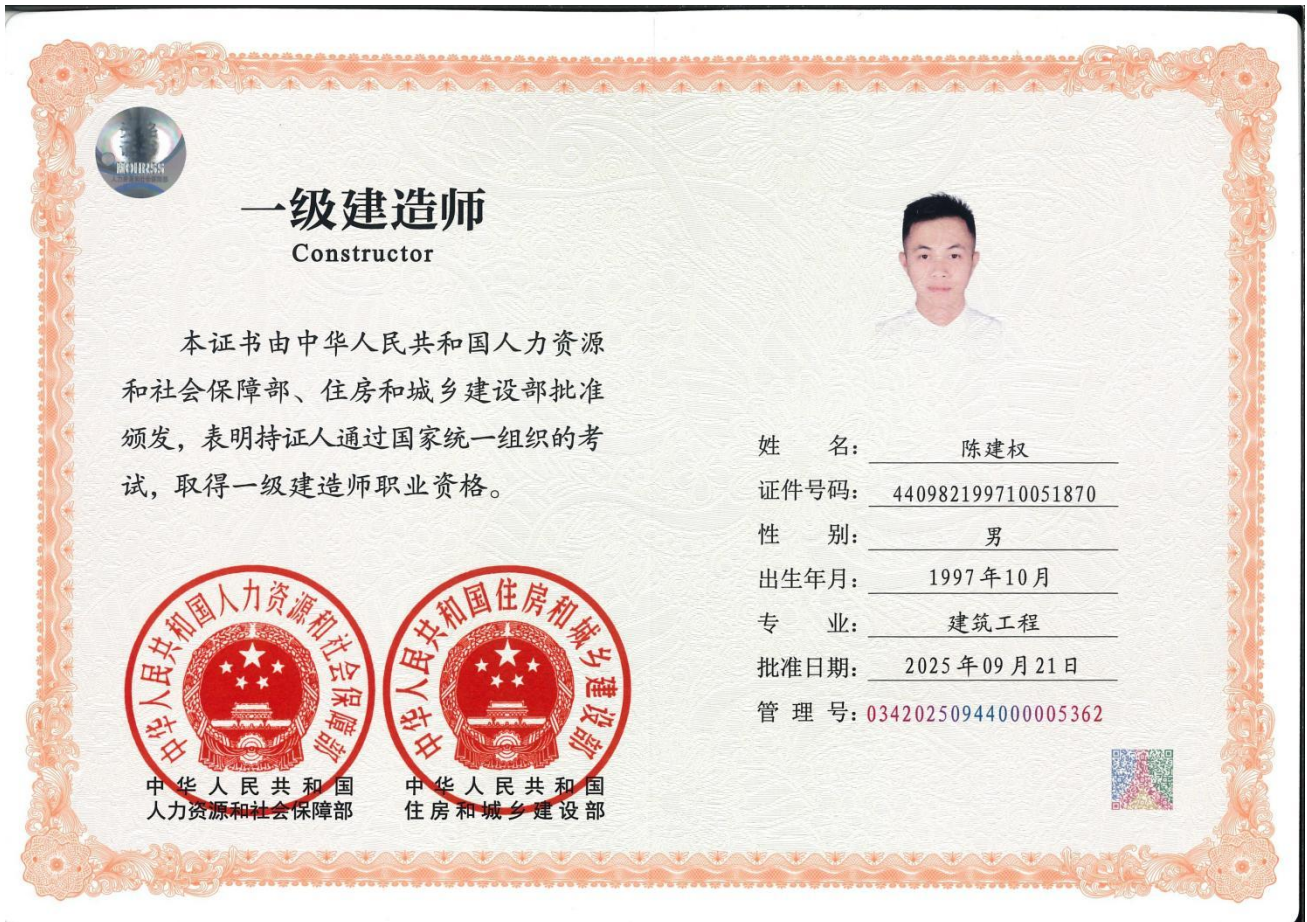 MOHRSS
一级建造师
Constructor
本证书由中华人民共和国人力资源
和社会保障部、住房和城乡建设部批准
颁发，表明持证人通过国家统一组织的考
试，取得一级建造师职业资格。
中华人民共和国人力资源和社会保障部
中华人民共和国住房和城乡建设部
中华人民共和国
人力资源和社会保障部
中华人民共和国
住房和城乡建设部
姓 名： 陈建权
证件号码： 440982199710051870
性 别： 男
出生年月： 1997年10月
专 业： 建筑工程
批准日期： 2025年09月21日
管 理 号：03420250944000005362